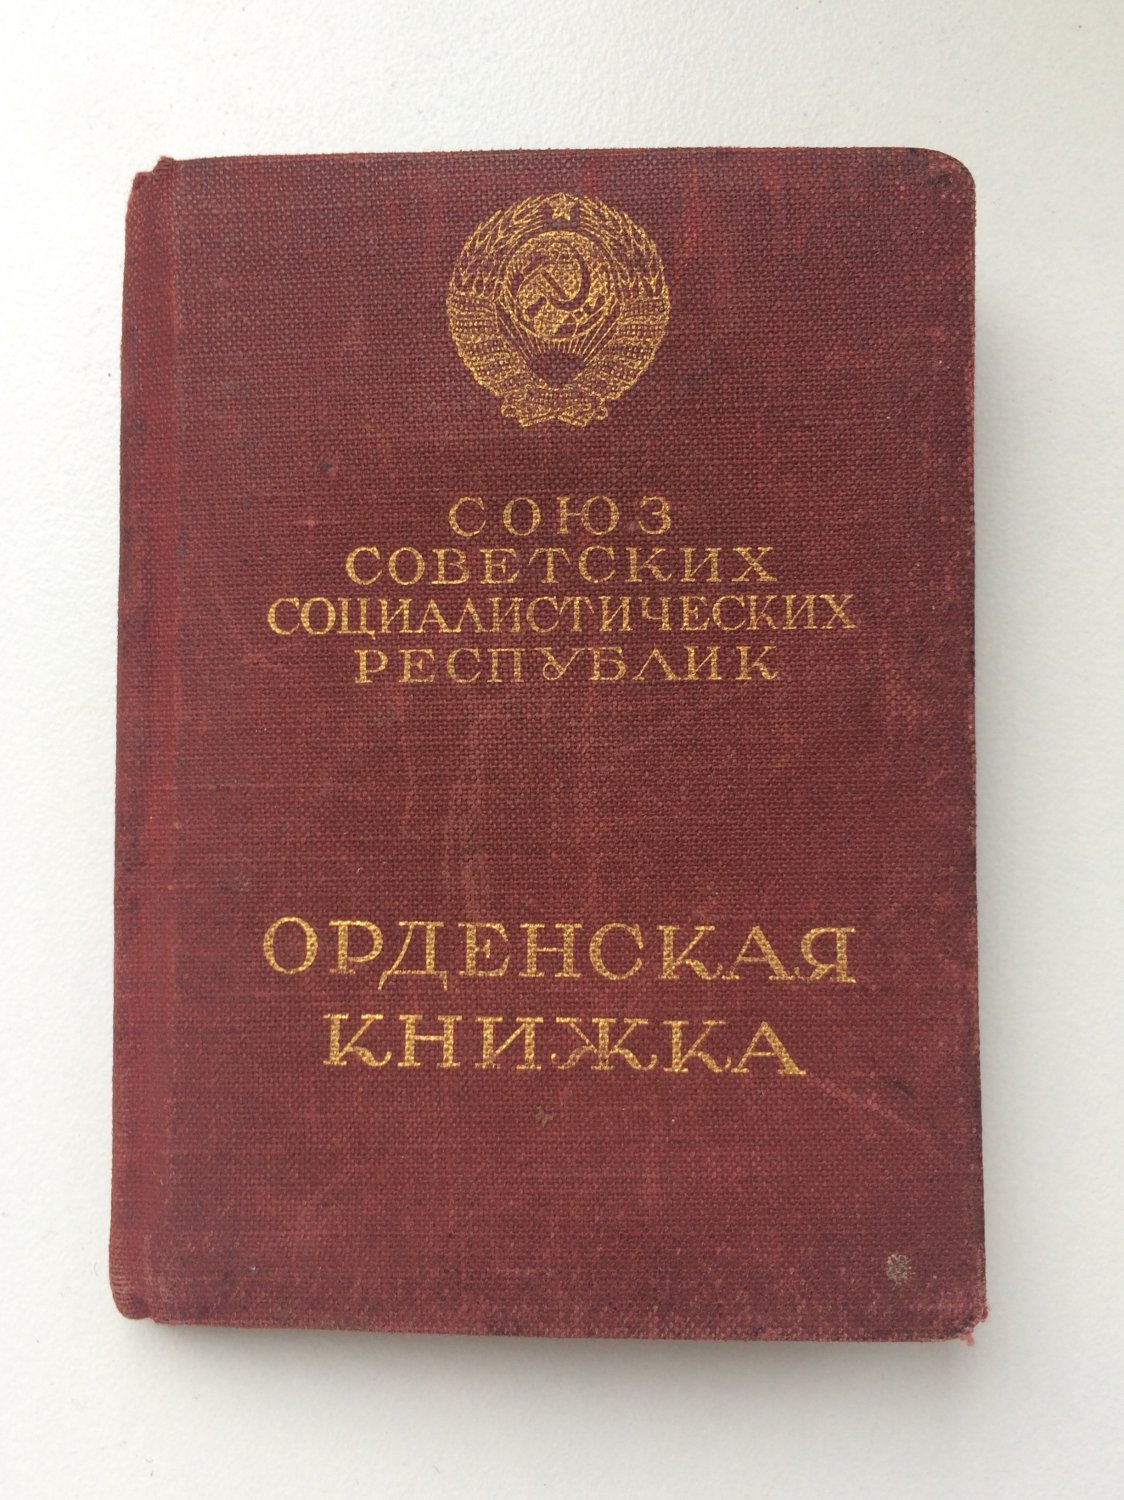 СОЮЗ
СОВЕТСКИХ
СОЦИАЛИСТИЧЕСКИХ
РЕСПУБЛИК
ОРДЕНСКАЯ
КНИЖКА